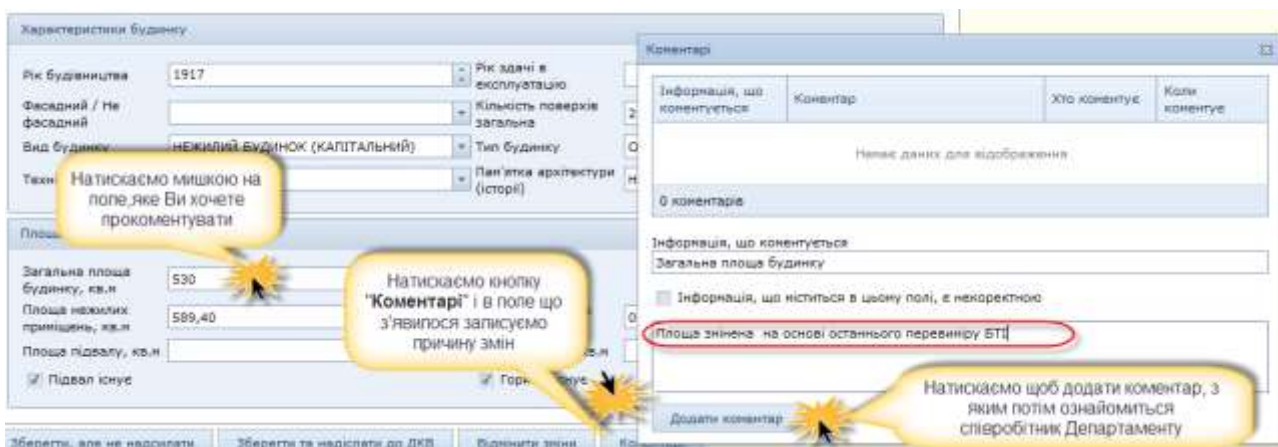 Характеристики будинку
Рік будівництва
1917
Рік здачі в експлуатацію
Фасадний / Не фасадний
Кількість поверхів загальна
2
Вид будинку
НЕЖИЛИЙ БУДИНОК (КАПІТАЛЬНИЙ)
Тип будинку
Пам'ятка архітектури (історії)
Натискаємо мишкою на
поле,яке Ви хочете
прокоментувати
Загальна площа будинку, кв.м
530
Площа нежилих приміщень, кв.м
589,40
Площа підвалу, кв.м
Підвал існує
Натискаємо кнопку
"Коментарі" і в поле що
з'явилося записуємо
причину змін
Зберегти, але не надсилати
Зберегти та надіслати до ДКВ
Відмінити зміни
Коментарі
Інформація, що коментується
Коментар
Хто коментує
Коли коментує
Немає даних для відображення
0 коментарів
Інформація, що коментується
Загальна площа будинку
Інформація, що міститься в цьому полі, є некоректною
Площа змінена на основі останнього перевиміру БТІ
Додати коментар
Натискаємо щоб додати коментар, з
яким потім ознайомиться
співробітник Департаменту